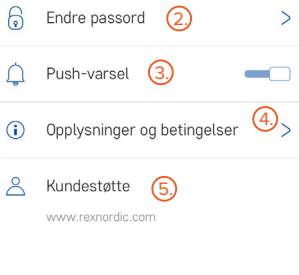 Endre passord 2.
Push-varsel 3.
Opplysninger og betingelser 4.
Kundestøtte 5.
www.rexnordic.com